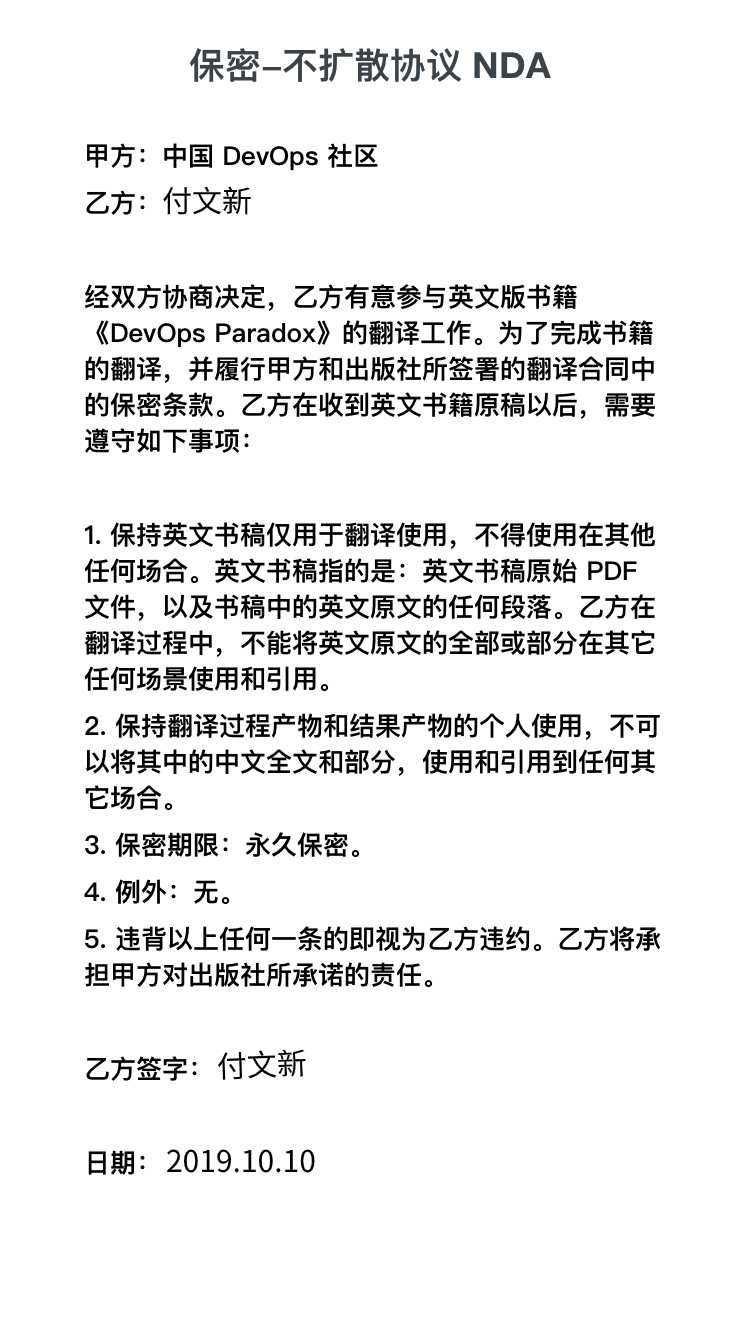 保密–不扩散协议 NDA
甲方：中国 DevOps 社区
乙方：付文新
经双方协商决定，乙方有意参与英文版书籍
《DevOps Paradox》的翻译工作。为了完成书籍
的翻译，并履行甲方和出版社所签署的翻译合同中
的保密条款。乙方在收到英文书籍原稿以后，需要
遵守如下事项：
1. 保持英文书稿仅用于翻译使用，不得使用在其他
任何场合。英文书稿指的是：英文书稿原始 PDF
文件，以及书稿中的英文原文的任何段落。乙方在
翻译过程中，不能将英文原文的全部或部分在其它
任何场景使用和引用。
2. 保持翻译过程产物和结果产物的个人使用，不可
以将其中的中文全文和部分，使用和引用到任何其
它场合。
3. 保密期限：永久保密。
4. 例外：无。
5. 违背以上任何一条的即视为乙方违约。乙方将承
担甲方对出版社所承诺的责任。
乙方签字：付文新
日期：2019.10.10